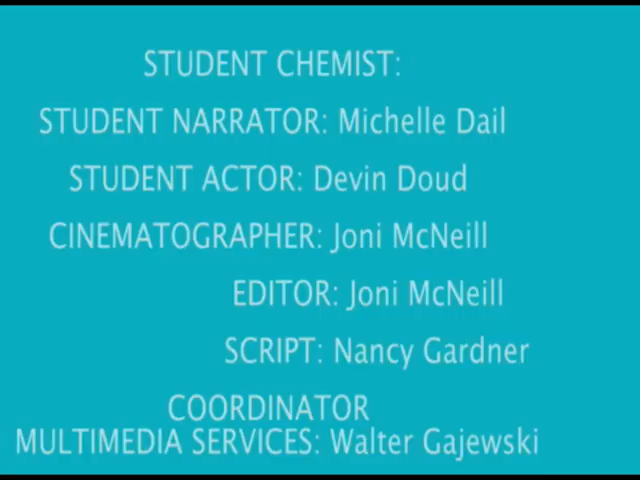 STUDENT CHEMIST:
STUDENT NARRATOR: Michelle Dail
STUDENT ACTOR: Devin Doud
CINEMATOGRAPHER: Joni McNeill
EDITOR: Joni McNeill
SCRIPT: Nancy Gardner
COORDINATOR
MULTIMEDIA SERVICES: Walter Gajewski